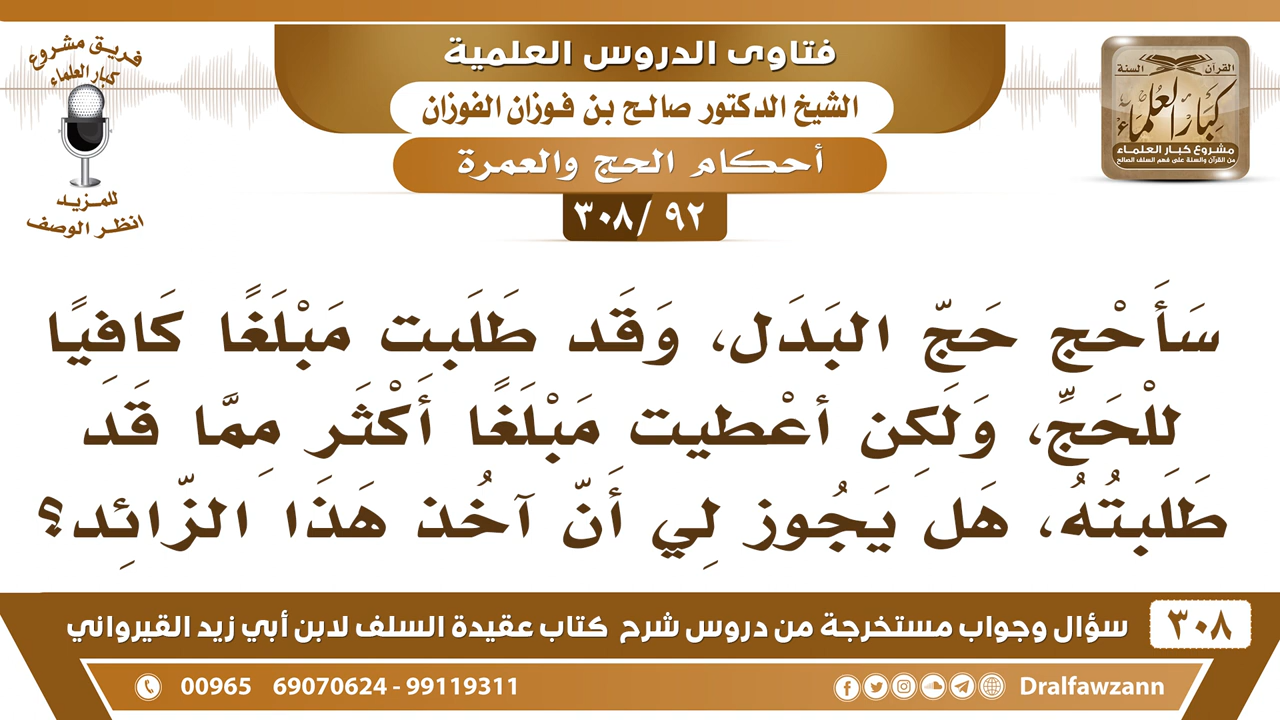 فتاوى الدروس العلمية
الشيخ الدكتور صالح بن فوزان الفوزان
أحكام الحج والعمرة
٩٢ / ٣٠٨
فريق مشروع
كبار العلماء
للمزيد
انظر الوصف
القرآن السنة
كبار العلماء
مشروع كبار العلماء
من القرآن والسنة على فهم السلف الصالح
سَأَحْج حَجّ البَدَل، وَقَد طَلَبت مَبْلَغًا كَافيًا
لْلحَجِّ، وَلَكِن أعْطيت مَبْلَغًا أَكْثَر مِمَّا قَدَ
طَلَبتُهُ، هَل يَجُوز لِي أَنّ آخُذ هَذَا الزّائِد؟
٣٠٨
سؤال وجواب مستخرجة من دروس شرح كتاب عقيدة السلف لابن أبي زيد القيرواني
00965 69070624 - 99119311
Dralfawzann